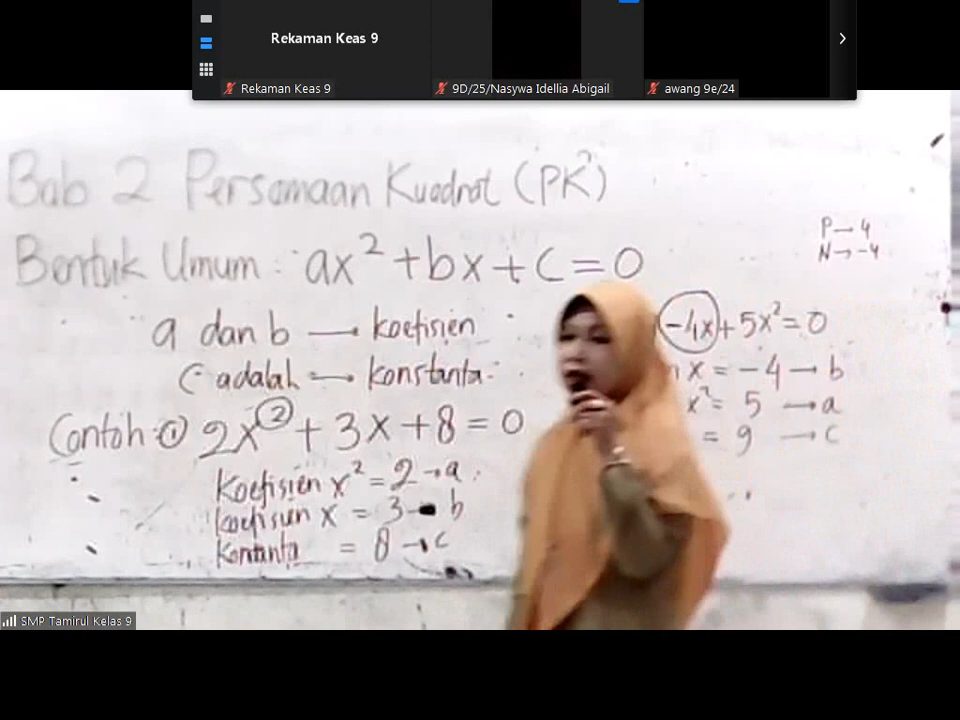 Rekaman Keas 9
Rekaman Keas 9
9D/25/Nasywa Idellia Abigail
awang 9e/24
Bab 2 Persamaan Kuadrat (PK²)
Bentuk Umum : ax² + bx + c = 0
P → 4
N → -4
a dan b → koefisien
c adalah → konstanta
-4x + 5x² = 0
x = -4 → b
x² = 5 → a
= 9 → c
Contoh : ① 2x² + 3x + 8 = 0
Koefisien x² = 2 → a
koefisien x = 3 → b
kontanta = 8 → c
SMP Tamirul Kelas 9